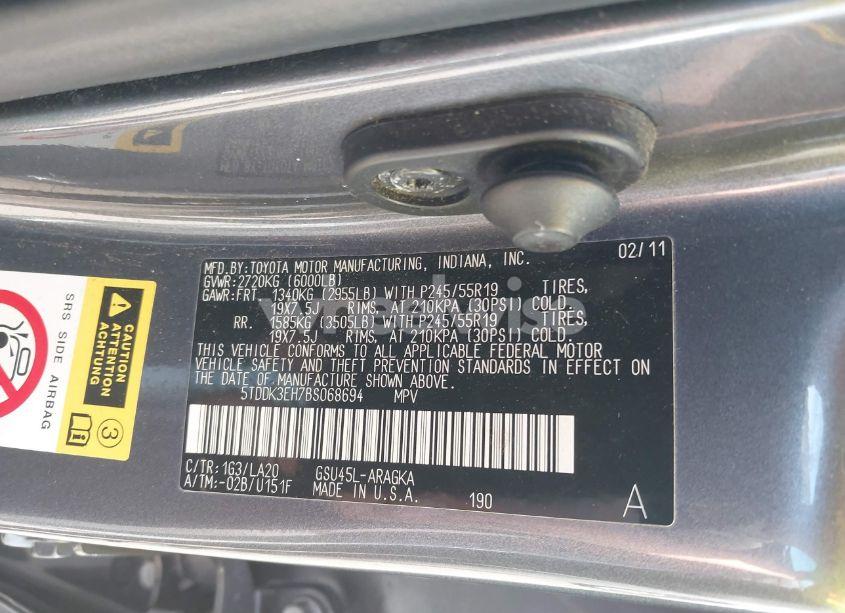 02/11
MFD.BY:TOYOTA MOTOR MANUFACTURING, INDIANA, INC.
GVWR:2720KG (6000LB)
GAWR:FRT. 1340KG (2955LB) WITH P245/55R19 TIRES,
19X7.5J RIMS, AT 210KPA (30PSI) COLD.
RR. 1585KG (3505LB) WITH P245/55R19 TIRES,
19X7.5J RIMS, AT 210KPA (30PSI) COLD.
THIS VEHICLE CONFORMS TO ALL APPLICABLE FEDERAL MOTOR
VEHICLE SAFETY AND THEFT PREVENTION STANDARDS IN EFFECT ON
THE DATE OF MANUFACTURE SHOWN ABOVE.
5TDDK3EH7BS068694 MPV
C/TR:1G3/LA20 GSU45L-ARAGKA
A/TM:-02B/U151F MADE IN U.S.A. 190 A
SRS SIDE AIRBAG
CAUTION
ATTENTION
ACHTUNG
3